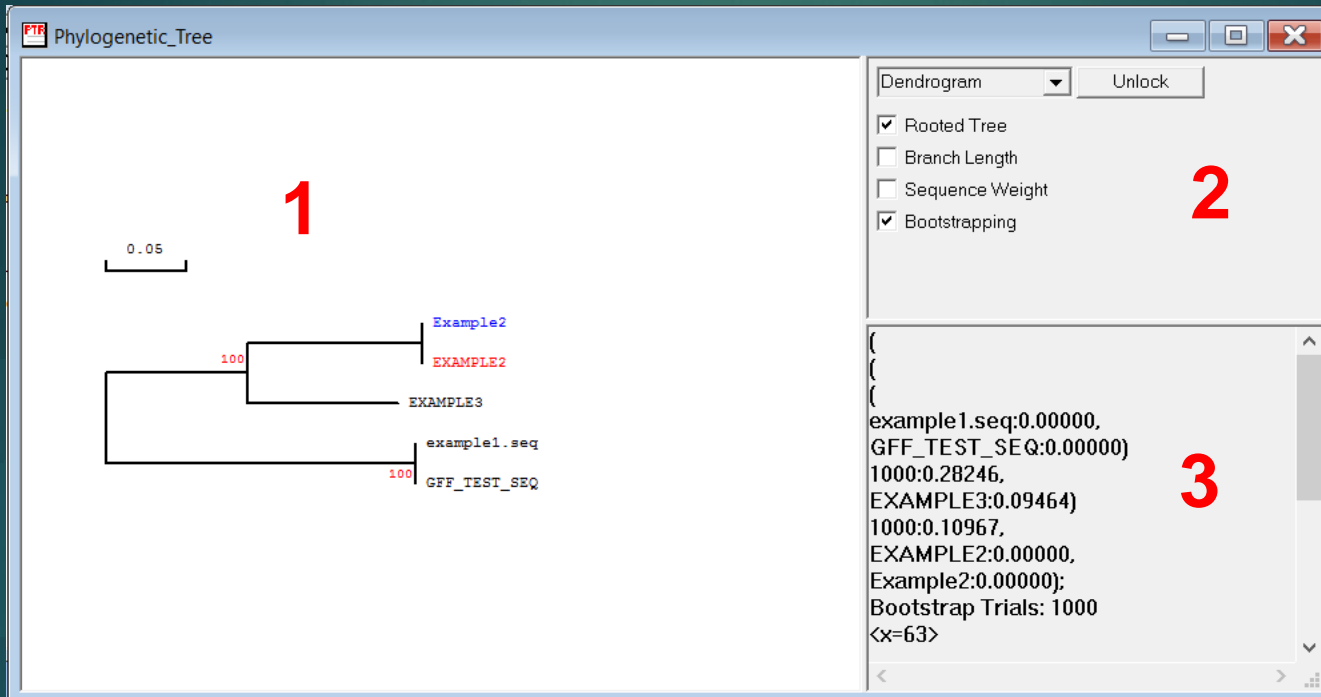 PTR Phylogenetic_Tree
1
0.05
Example2
100
EXAMPLE2
EXAMPLE3
example1.seq
100
GFF_TEST_SEQ
Dendrogram Unlock
Rooted Tree
Branch Length
Sequence Weight
Bootstrapping
2
(
(
(
example1.seq:0.00000,
GFF_TEST_SEQ:0.00000)
1000:0.28246,
EXAMPLE3:0.09464)
1000:0.10967,
EXAMPLE2:0.00000,
Example2:0.00000);
Bootstrap Trials: 1000
<x=63>
3